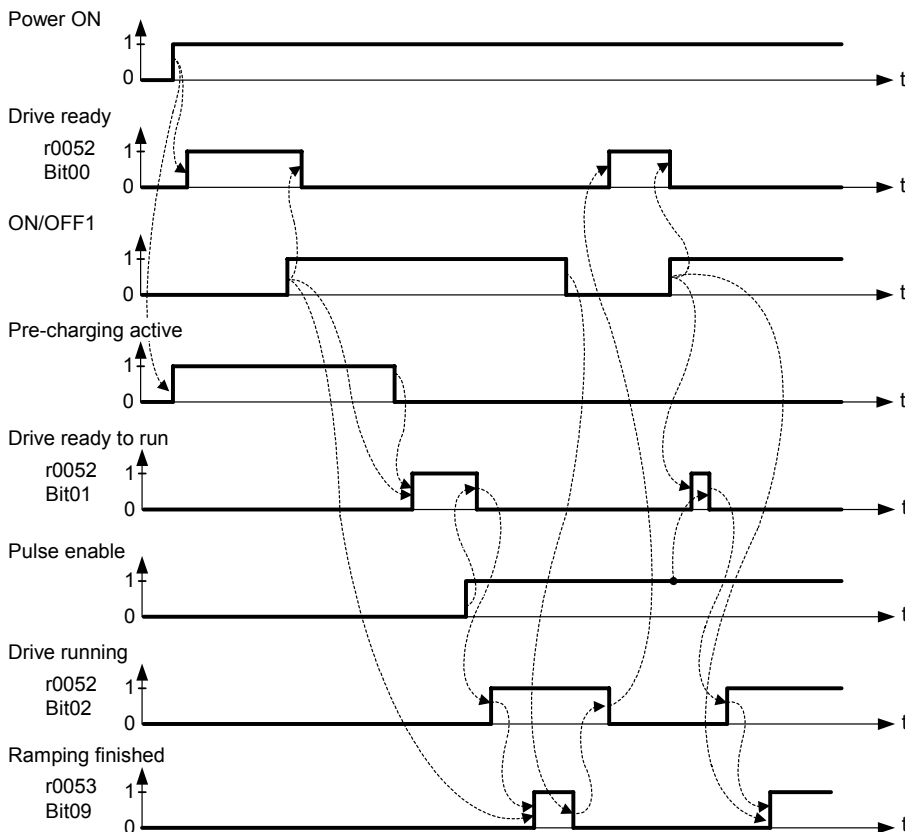 Power ON
1
0
t
Drive ready
r0052
Bit00
1
0
t
ON/OFF1
1
0
t
Pre-charging active
1
0
t
Drive ready to run
r0052
Bit01
1
0
t
Pulse enable
1
0
t
Drive running
r0052
Bit02
1
0
t
Ramping finished
r0053
Bit09
1
0
t